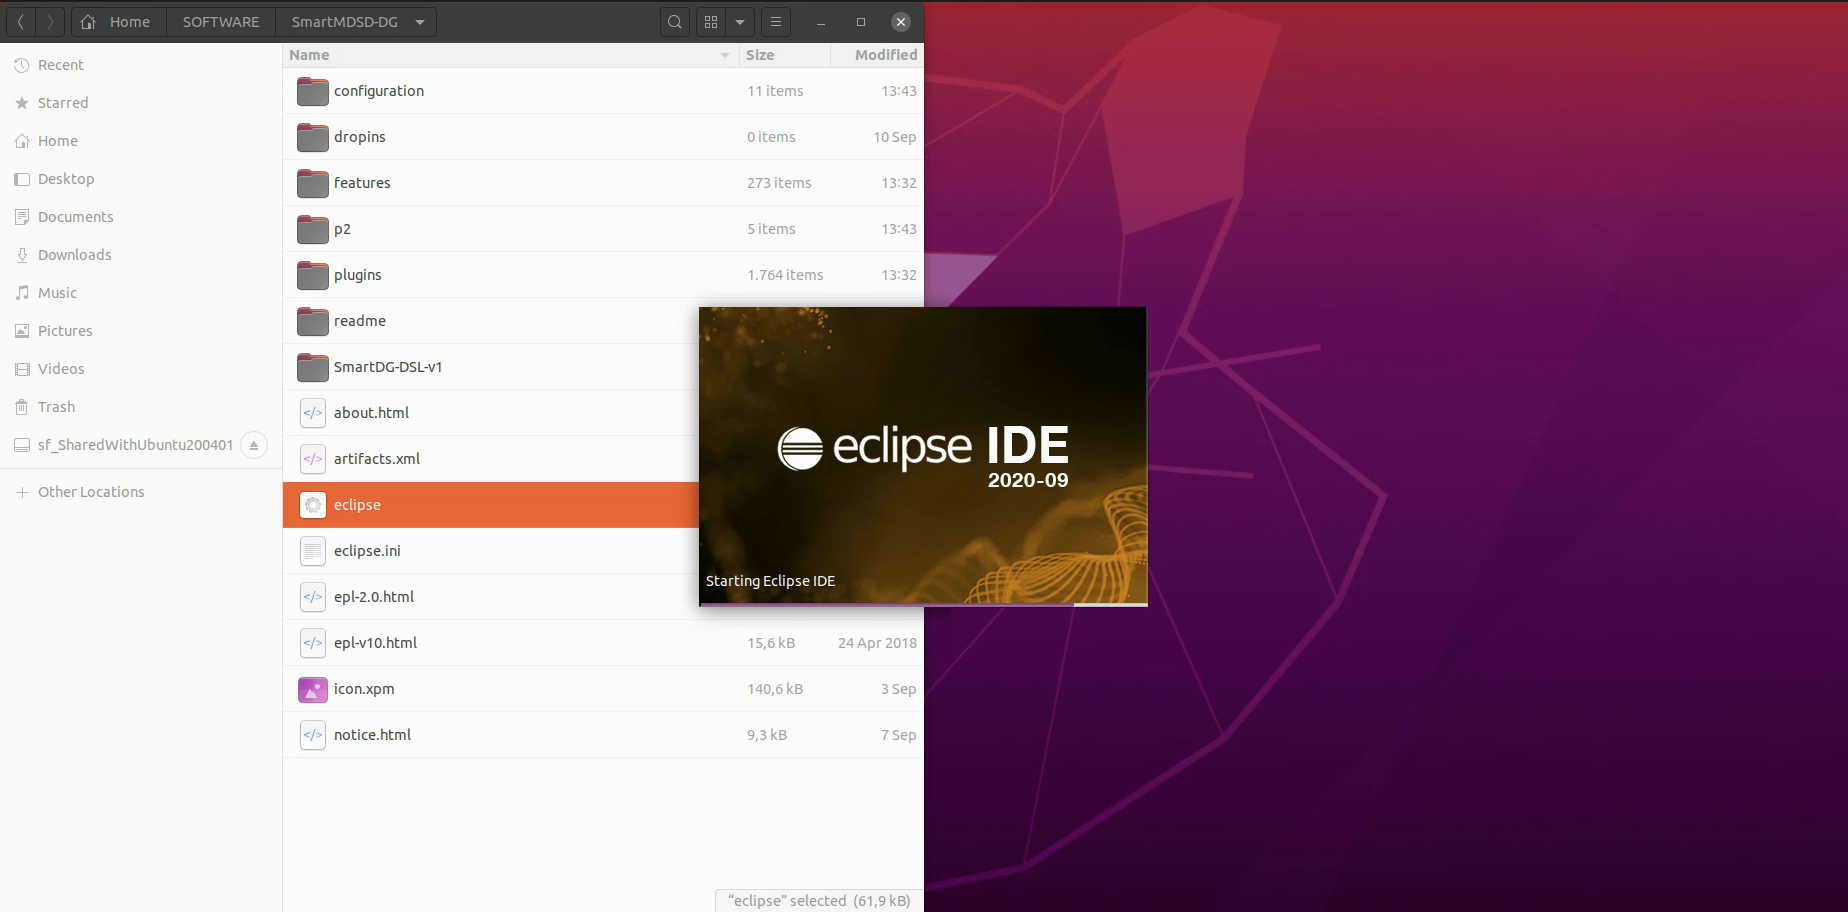 Home SOFTWARE SmartMDSD-DG
Recent
Starred
Home
Desktop
Documents
Downloads
Music
Pictures
Videos
Trash
sf_SharedWithUbuntu200401
Other Locations
Name Size Modified
configuration 11 items 13:43
dropins 0 items 10 Sep
features 273 items 13:32
p2 5 items 13:43
plugins 1.764 items 13:32
readme
SmartDG-DSL-v1
about.html
artifacts.xml
eclipse
eclipse.ini
epl-2.0.html
epl-v10.html 15,6 kB 24 Apr 2018
icon.xpm 140,6 kB 3 Sep
notice.html 9,3 kB 7 Sep
eclipse IDE
2020-09
Starting Eclipse IDE
“eclipse” selected (61,9 kB)